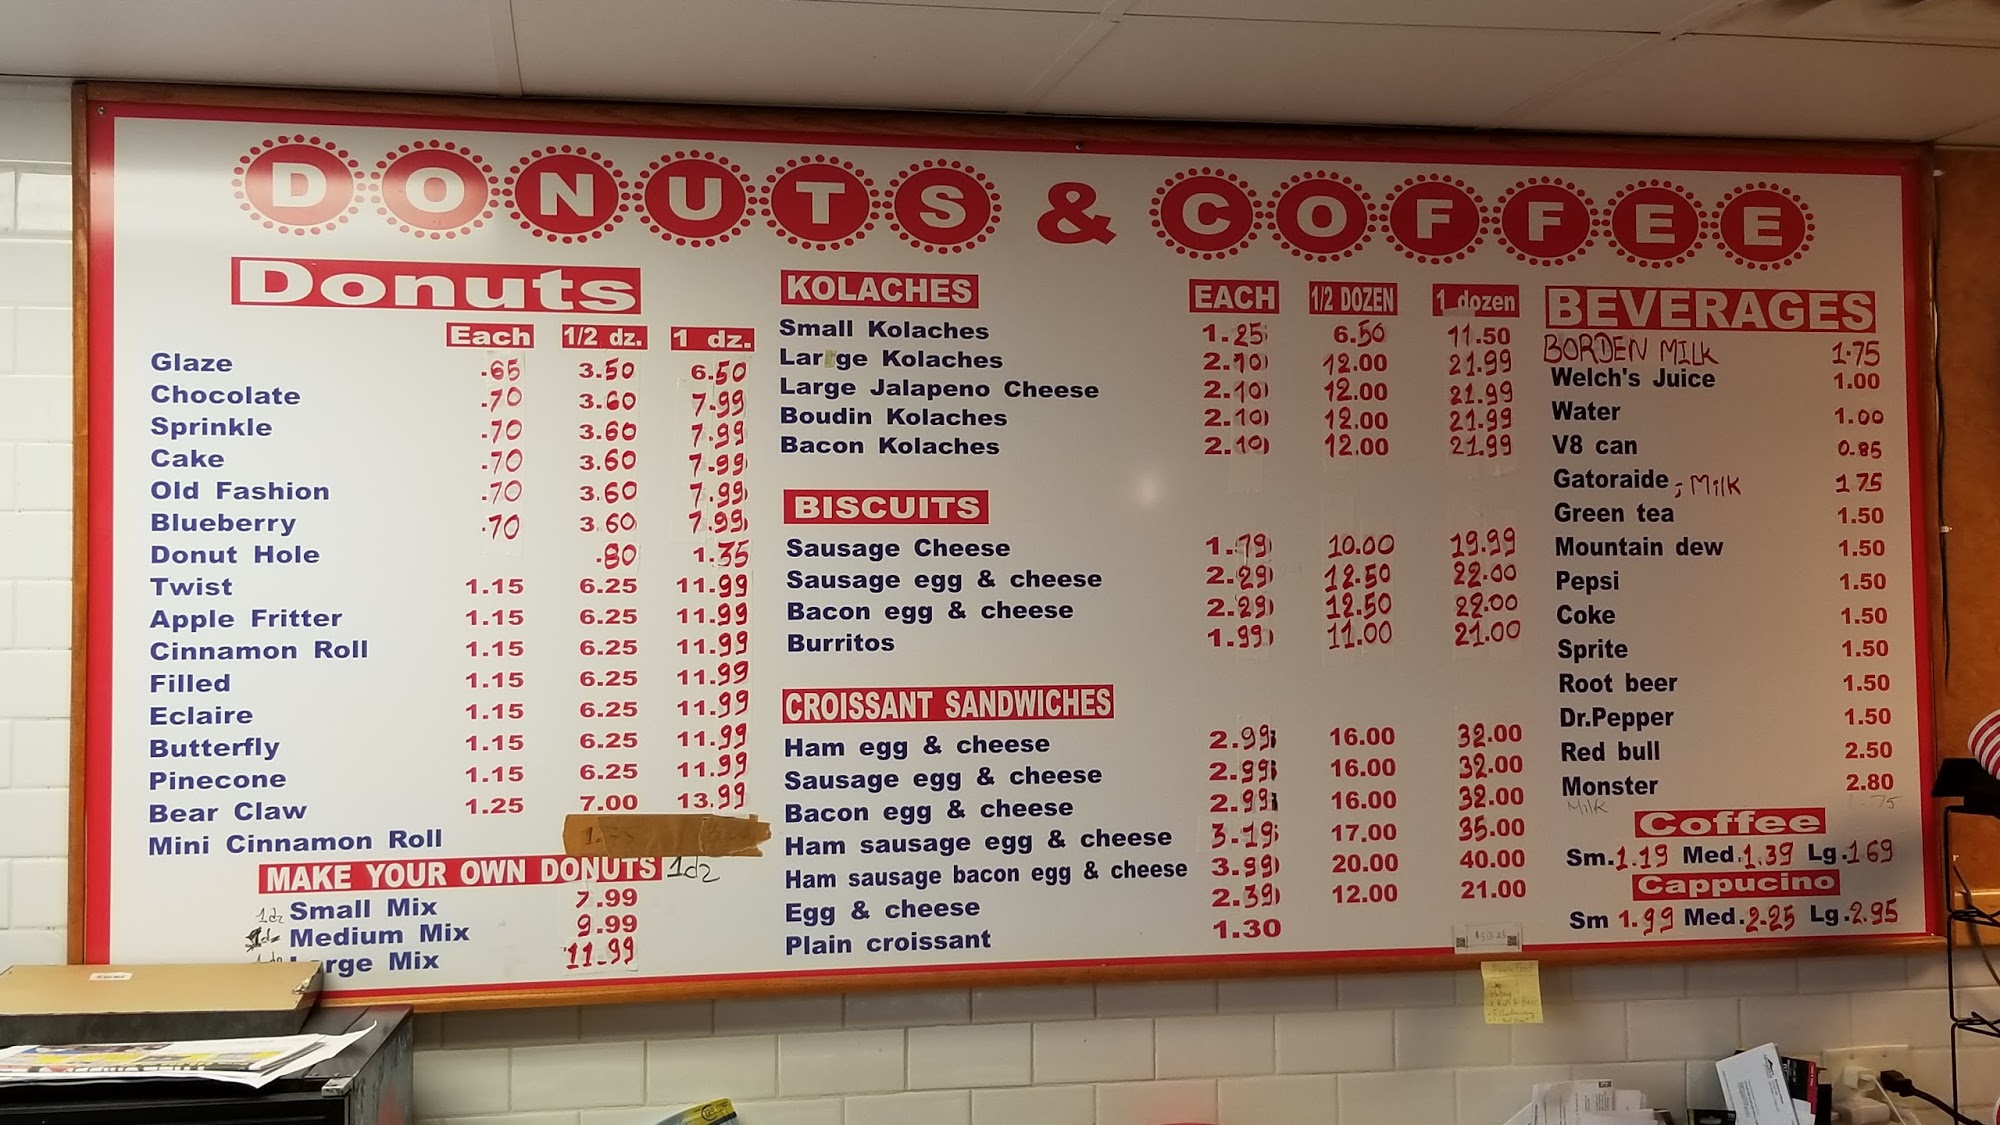 DONUTS & COFFEE
Donuts
Each 1/2 dz. 1 dz.
Glaze .65 3.50 6.50
Chocolate .70 3.60 7.99
Sprinkle .70 3.60 7.99
Cake .70 3.60 7.99
Old Fashion .70 3.60 7.99
Blueberry .70 3.60 7.99
Donut Hole .80 1.35
Twist 1.15 6.25 11.99
Apple Fritter 1.15 6.25 11.99
Cinnamon Roll 1.15 6.25 11.99
Filled 1.15 6.25 11.99
Eclaire 1.15 6.25 11.99
Butterfly 1.15 6.25 11.99
Pinecone 1.15 6.25 11.99
Bear Claw 1.25 7.00 13.99
Mini Cinnamon Roll
MAKE YOUR OWN DONUTS 1dz
1dz Small Mix 7.99
Medium Mix 9.99
rge Mix 11.99
KOLACHES EACH 1/2 DOZEN 1 dozen
Small Kolaches 1.25 6.50 11.50
Large Kolaches 2.10 12.00 21.99
Large Jalapeno Cheese 2.10 12.00 21.99
Boudin Kolaches 2.10 12.00 21.99
Bacon Kolaches 2.10 12.00 21.99
BISCUITS
Sausage Cheese 1.79 10.00 19.99
Sausage egg & cheese 2.29 12.50 22.00
Bacon egg & cheese 2.29 12.50 22.00
Burritos 1.99 11.00 21.00
CROISSANT SANDWICHES
Ham egg & cheese 2.99 16.00 32.00
Sausage egg & cheese 2.99 16.00 32.00
Bacon egg & cheese 2.99 16.00 32.00
Ham sausage egg & cheese 3.19 17.00 35.00
Ham sausage bacon egg & cheese 3.99 20.00 40.00
Egg & cheese 2.39 12.00 21.00
Plain croissant 1.30
BEVERAGES
BORDEN MILK 1.75
Welch's Juice 1.00
Water 1.00
V8 can 0.85
Gatoraide ; Milk 1.75
Green tea 1.50
Mountain dew 1.50
Pepsi 1.50
Coke 1.50
Sprite 1.50
Root beer 1.50
Dr.Pepper 1.50
Red bull 2.50
Monster 2.80
Milk 1.75
Coffee
Sm.1.19 Med.1.39 Lg.1.69
Cappucino
Sm 1.99 Med.2.25 Lg.2.95